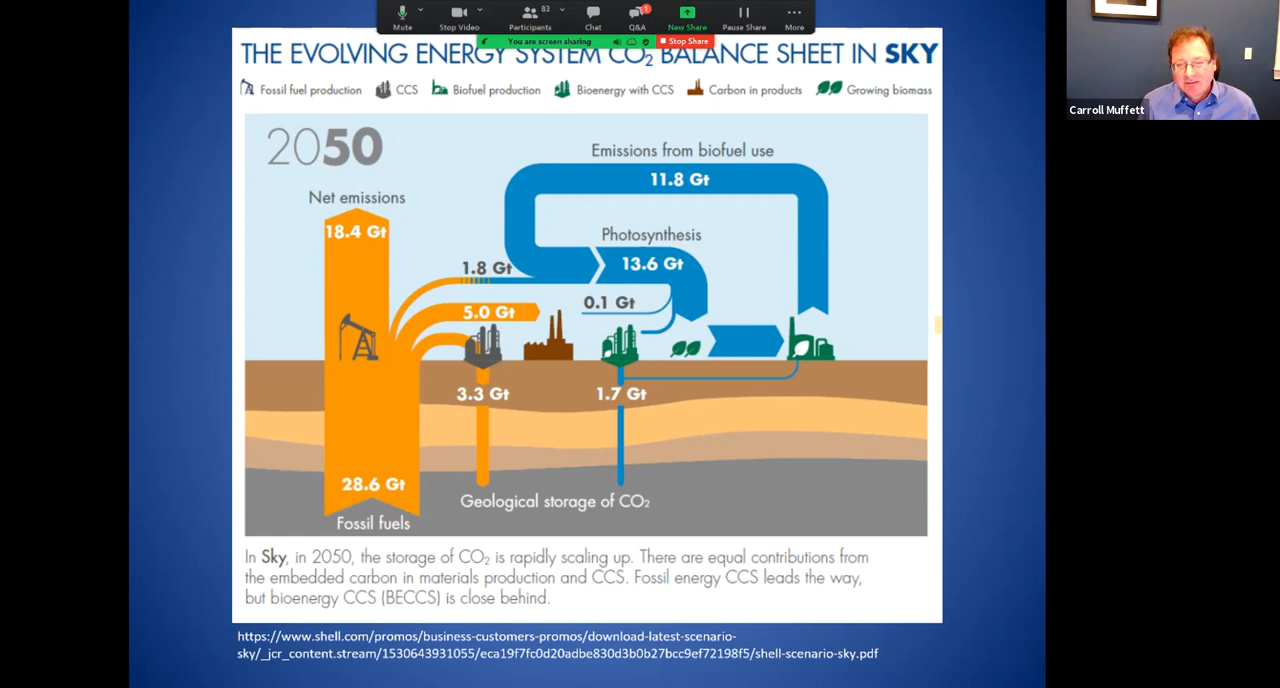 Mute
Stop Video
83
Participants
Chat
1
Q&A
New Share
Pause Share
More
You are screen sharing
Stop Share
THE EVOLVING ENERGY SYSTEM CO₂ BALANCE SHEET IN SKY
Fossil fuel production
CCS
Biofuel production
Bioenergy with CCS
Carbon in products
Growing biomass
Carroll Muffett
2050
Emissions from biofuel use
11.8 Gt
Net emissions
18.4 Gt
Photosynthesis
13.6 Gt
1.8 Gt
0.1 Gt
5.0 Gt
3.3 Gt
1.7 Gt
28.6 Gt
Geological storage of CO₂
Fossil fuels
In Sky, in 2050, the storage of CO₂ is rapidly scaling up. There are equal contributions from
the embedded carbon in materials production and CCS. Fossil energy CCS leads the way,
but bioenergy CCS (BECCS) is close behind.
https://www.shell.com/promos/business-customers-promos/download-latest-scenario-
sky/_jcr_content.stream/1530643931055/eca19f7fc0d20adbe830d3b0b27bcc9ef72198f5/shell-scenario-sky.pdf